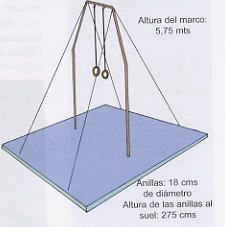 Altura del marco:
5,75 mts
Anillas: 18 cms
de diámetro
Altura de las anillas al
suel: 275 cms